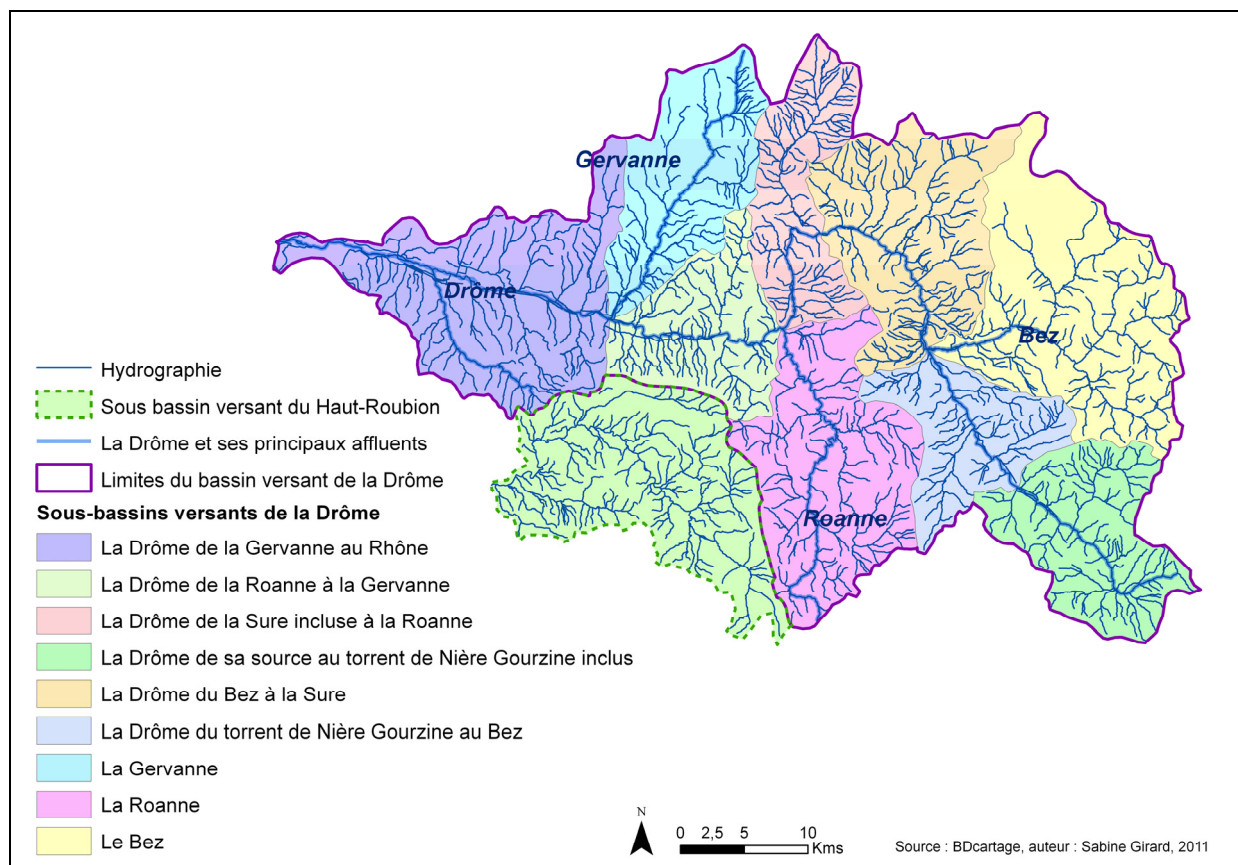 Gervanne
Drôme
Bez
Roanne
Hydrographie
Sous bassin versant du Haut-Roubion
La Drôme et ses principaux affluents
Limites du bassin versant de la Drôme
Sous-bassins versants de la Drôme
La Drôme de la Gervanne au Rhône
La Drôme de la Roanne à la Gervanne
La Drôme de la Sure incluse à la Roanne
La Drôme de sa source au torrent de Nière Gourzine inclus
La Drôme du Bez à la Sure
La Drôme du torrent de Nière Gourzine au Bez
La Gervanne
La Roanne
Le Bez
N
0 2,5 5 10
Kms
Source : BDcartage, auteur : Sabine Girard, 2011